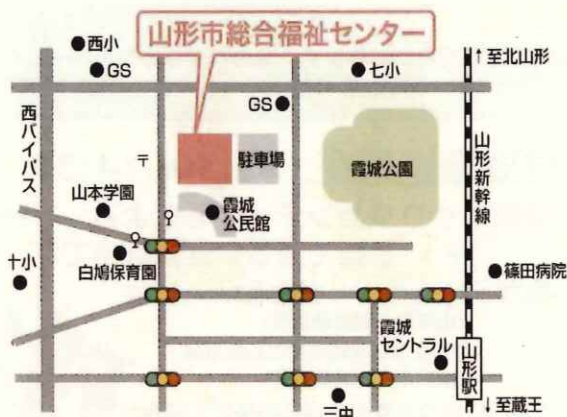 山形市総合福祉センター
西小
GS
七小
↑至北山形
GS
西バイパス
〒
駐車場
霞城公園
山形新幹線
山本学園
霞城
公民館
白鳩保育園
十小
篠田病院
霞城
セントラル
山形駅
三中
↓至蔵王